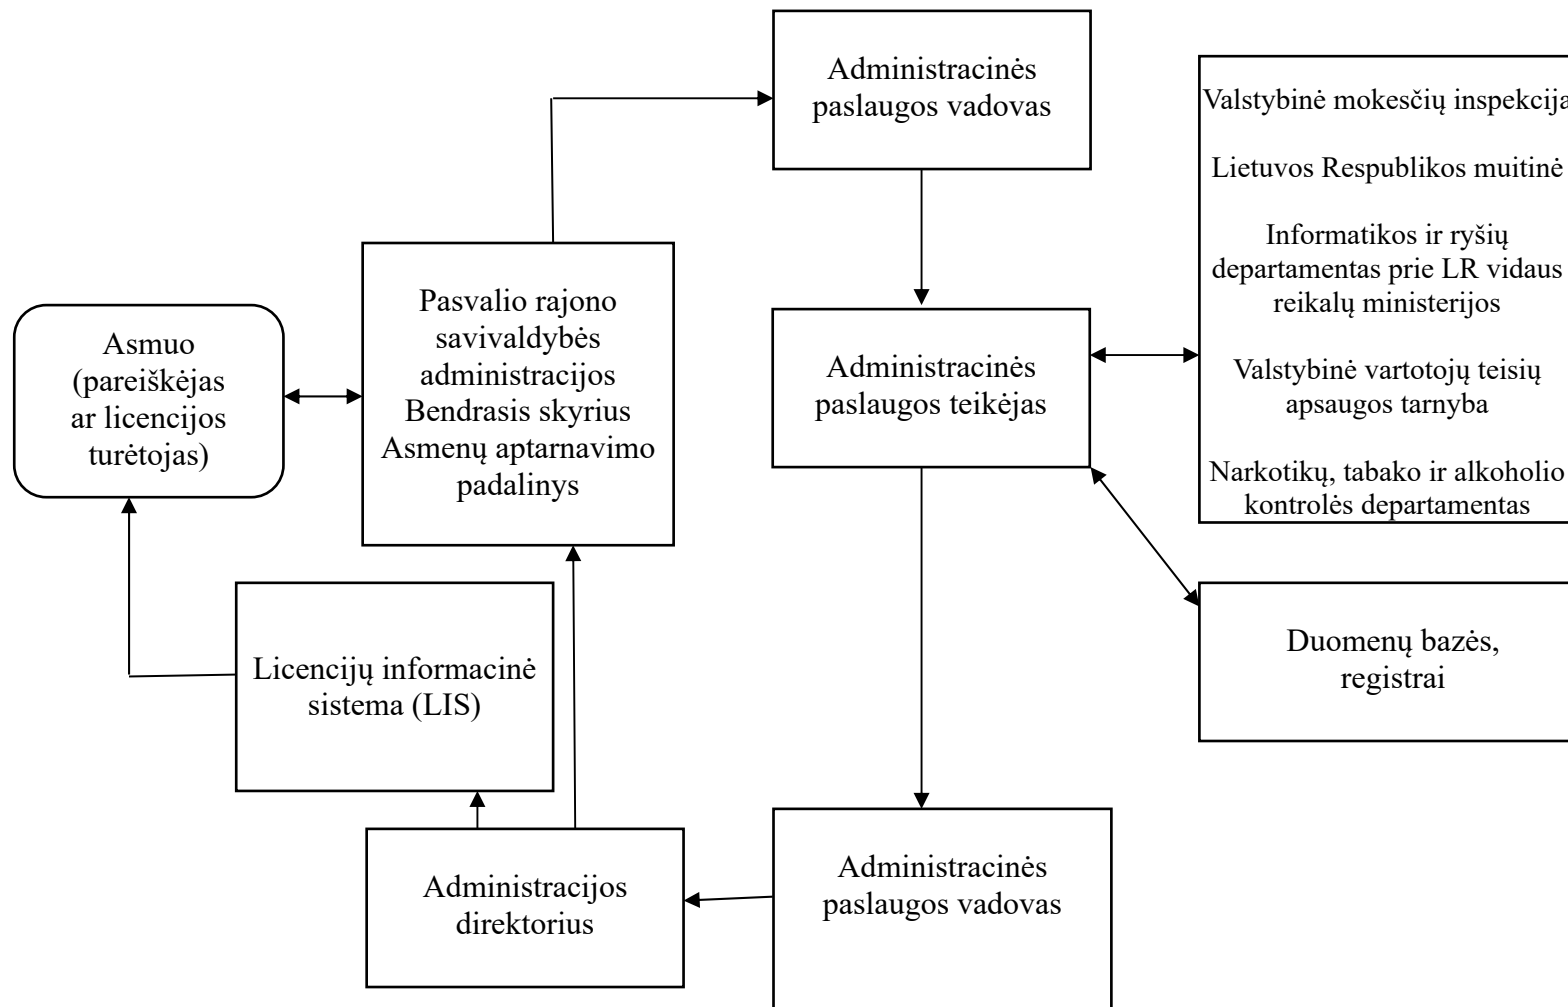 Administracinės
paslaugos vadovas
Valstybinė mokesčių inspekcija
Lietuvos Respublikos muitinė
Informatikos ir ryšių
departamentas prie LR vidaus
reikalų ministerijos
Valstybinė vartotojų teisių
apsaugos tarnyba
Narkotikų, tabako ir alkoholio
kontrolės departamentas
Pasvalio rajono
savivaldybės
administracijos
Bendrasis skyrius
Asmenų aptarnavimo
padalinys
Asmuo
(pareiškėjas
ar licencijos
turėtojas)
Administracinės
paslaugos teikėjas
Licencijų informacinė
sistema (LIS)
Duomenų bazės,
registrai
Administracijos
direktorius
Administracinės
paslaugos vadovas